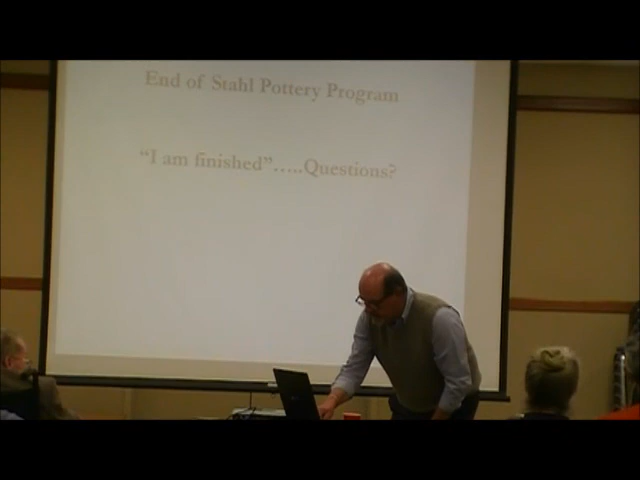 End of Stahl Pottery Program
“I am finished”…..Questions?